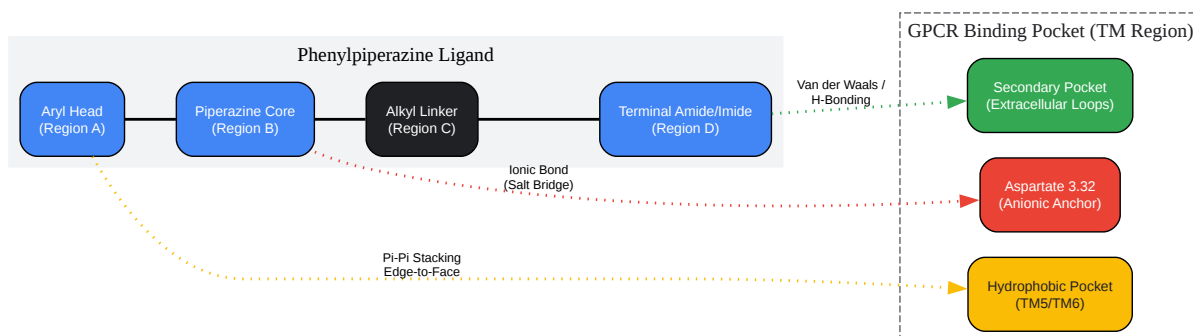 GPCR Binding Pocket (TM Region)
Phenylpiperazine Ligand
Aryl Head
(Region A)
Piperazine Core
(Region B)
Alkyl Linker
(Region C)
Terminal Amide/Imide
(Region D)
Van der Waals /
H-Bonding
Secondary Pocket
(Extracellular Loops)
Ionic Bond
(Salt Bridge)
Aspartate 3.32
(Anionic Anchor)
Pi-Pi Stacking
Edge-to-Face
Hydrophobic Pocket
(TM5/TM6)